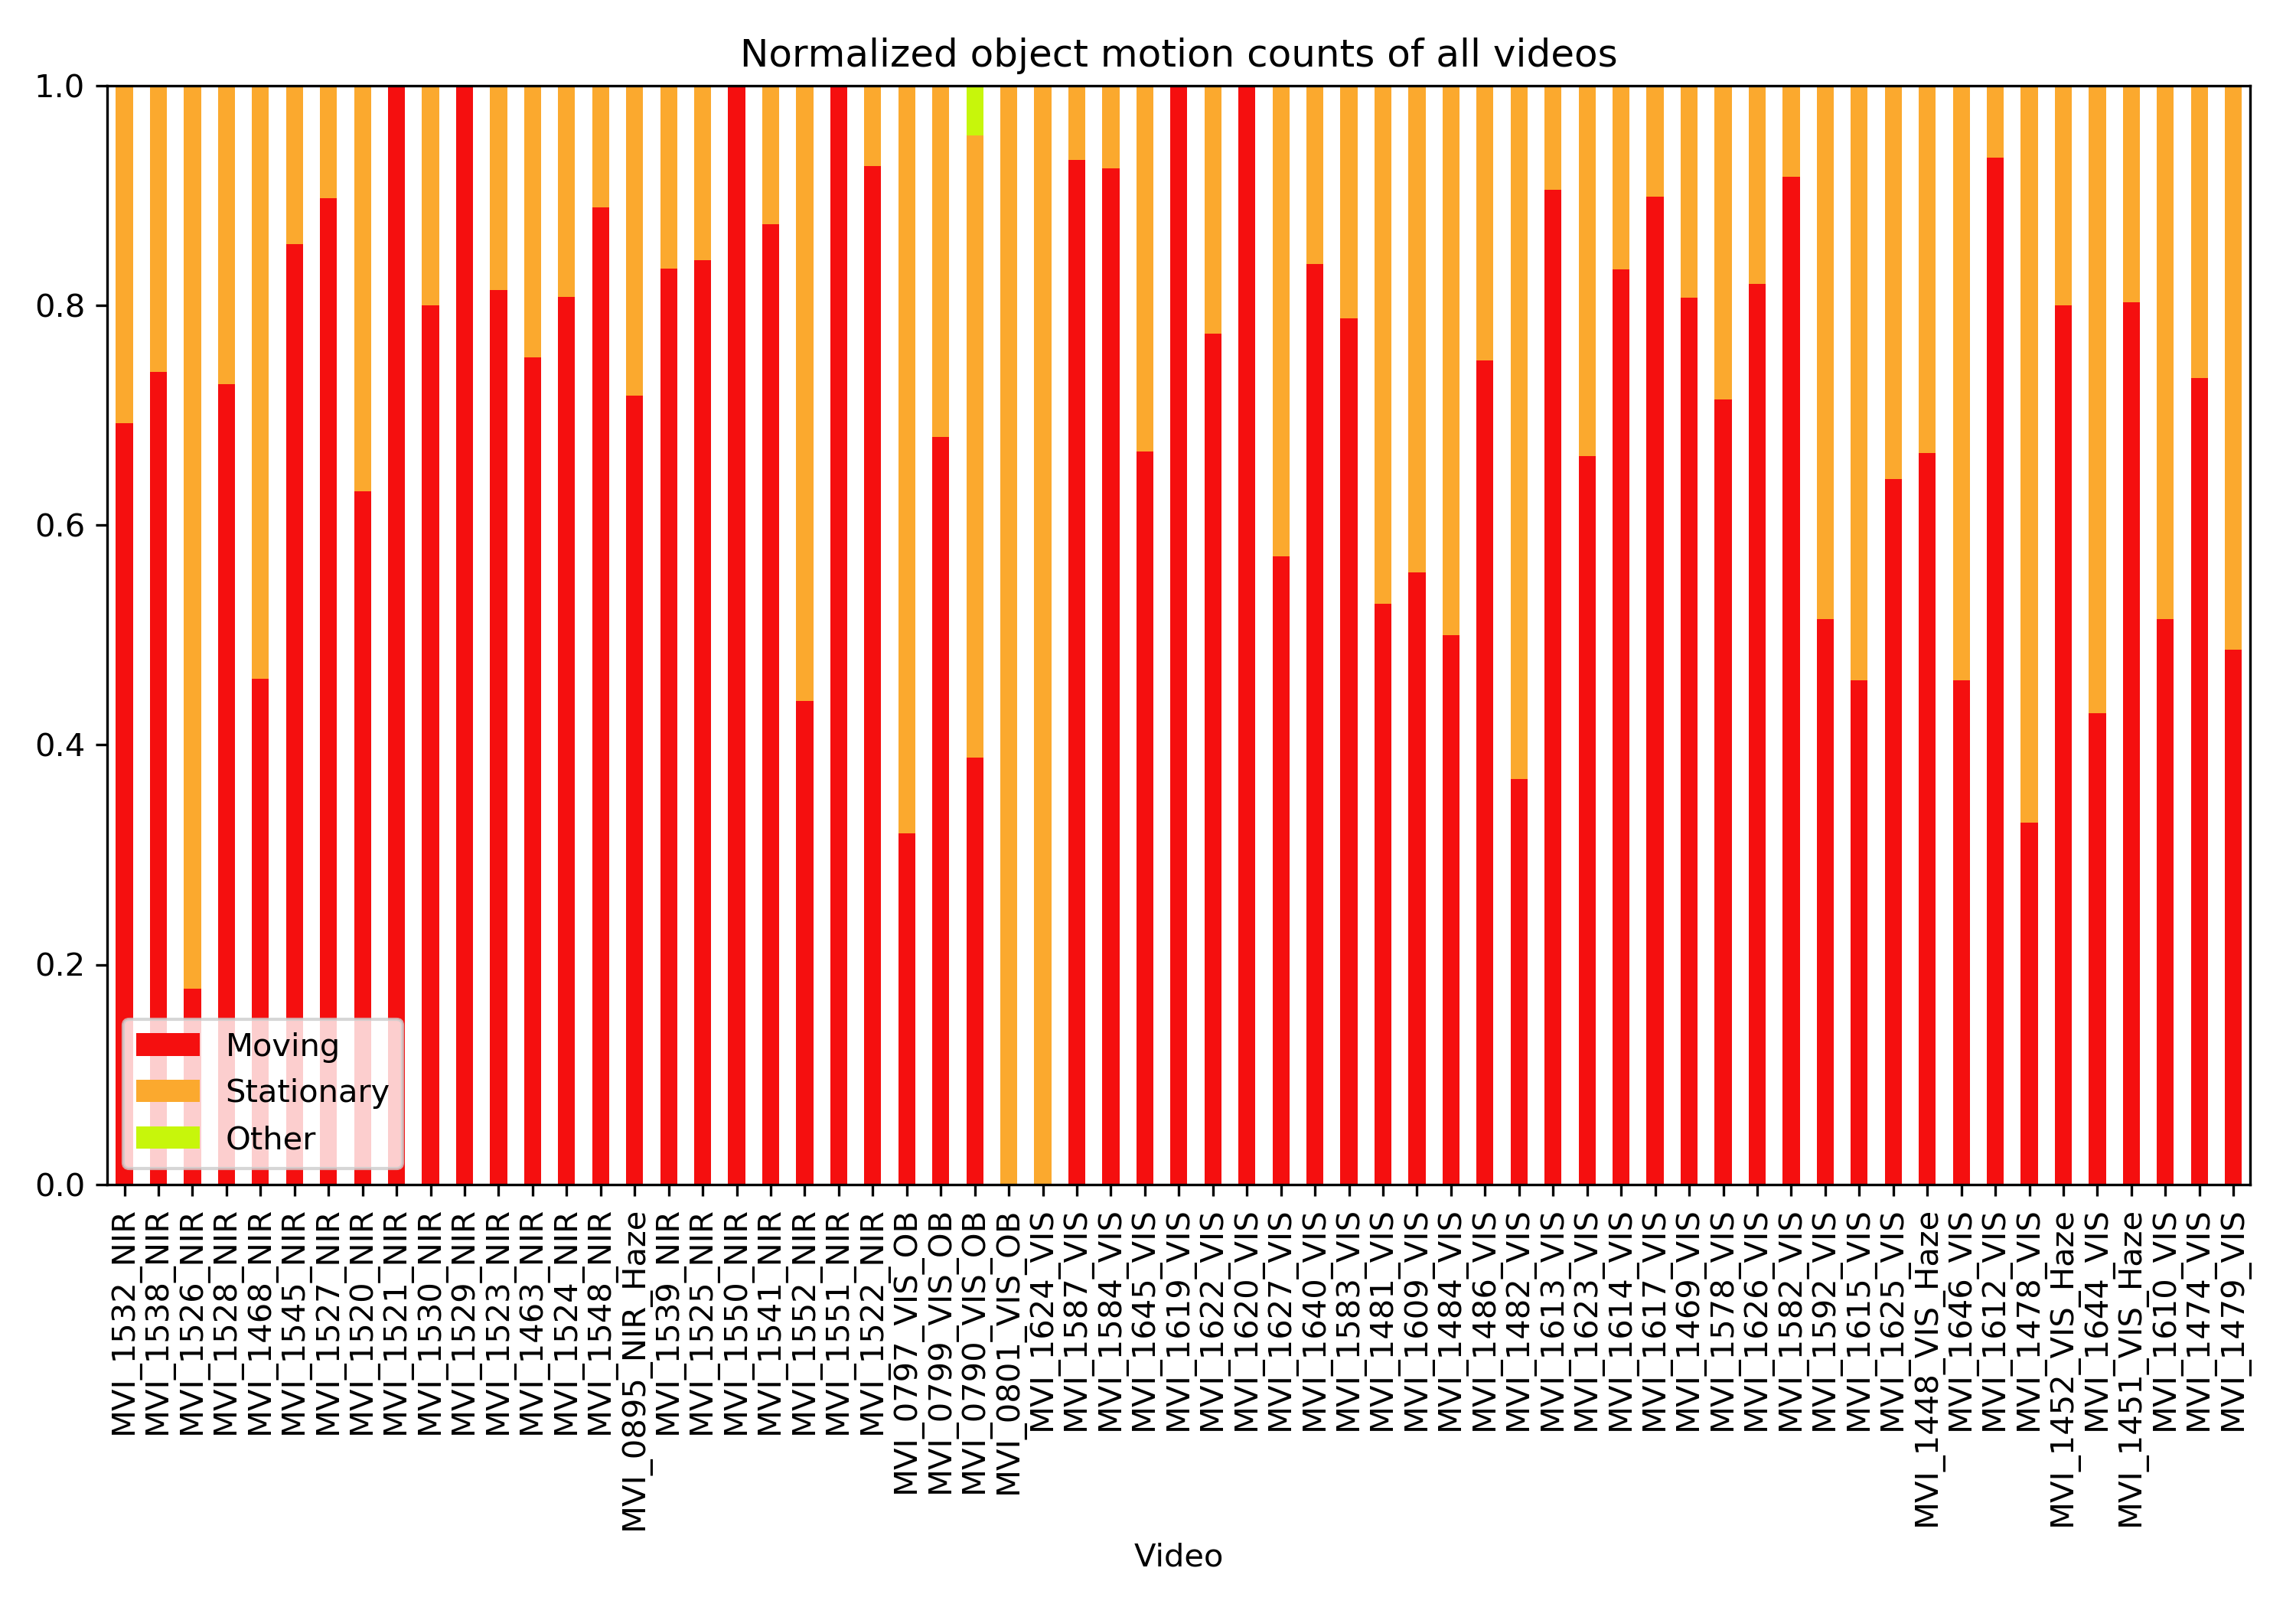 Normalized object motion counts of all videos
1.0
0.8
0.6
0.4
0.2
0.0
Moving
Stationary
Other
MVI_1532_NIR
MVI_1538_NIR
MVI_1526_NIR
MVI_1528_NIR
MVI_1468_NIR
MVI_1545_NIR
MVI_1527_NIR
MVI_1520_NIR
MVI_1521_NIR
MVI_1530_NIR
MVI_1529_NIR
MVI_1523_NIR
MVI_1463_NIR
MVI_1524_NIR
MVI_1548_NIR
MVI_0895_NIR_Haze
MVI_1539_NIR
MVI_1525_NIR
MVI_1550_NIR
MVI_1541_NIR
MVI_1552_NIR
MVI_1551_NIR
MVI_1522_NIR
MVI_0797_VIS_OB
MVI_0799_VIS_OB
MVI_0790_VIS_OB
MVI_0801_VIS_OB
MVI_1624_VIS
MVI_1587_VIS
MVI_1584_VIS
MVI_1645_VIS
MVI_1619_VIS
MVI_1622_VIS
MVI_1620_VIS
MVI_1627_VIS
MVI_1640_VIS
MVI_1583_VIS
MVI_1481_VIS
MVI_1609_VIS
MVI_1484_VIS
MVI_1486_VIS
MVI_1482_VIS
MVI_1613_VIS
MVI_1623_VIS
MVI_1614_VIS
MVI_1617_VIS
MVI_1469_VIS
MVI_1578_VIS
MVI_1626_VIS
MVI_1582_VIS
MVI_1592_VIS
MVI_1615_VIS
MVI_1625_VIS
MVI_1448_VIS_Haze
MVI_1646_VIS
MVI_1612_VIS
MVI_1478_VIS
MVI_1452_VIS_Haze
MVI_1644_VIS
MVI_1451_VIS_Haze
MVI_1610_VIS
MVI_1474_VIS
MVI_1479_VIS
Video